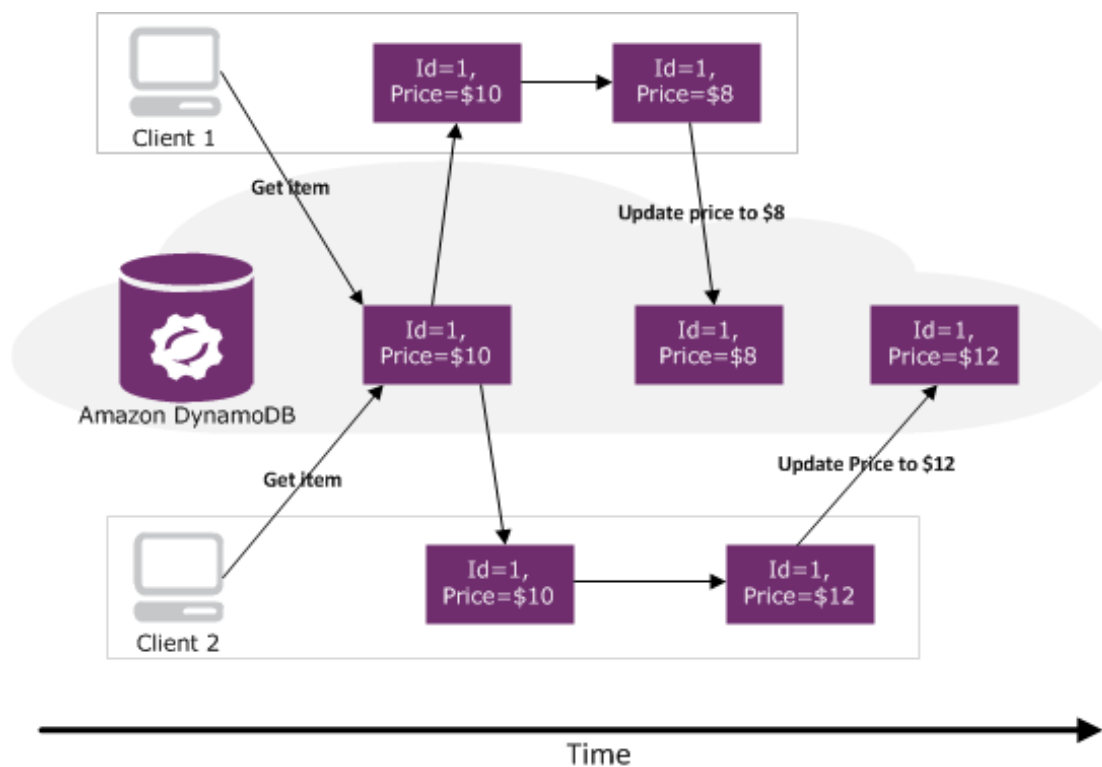 Id=1,
Price=$10
Id=1,
Price=$8
Client 1
Get item
Update price to $8
Id=1,
Price=$10
Id=1,
Price=$8
Id=1,
Price=$12
Amazon DynamoDB
Get item
Update Price to $12
Id=1,
Price=$10
Id=1,
Price=$12
Client 2
Time